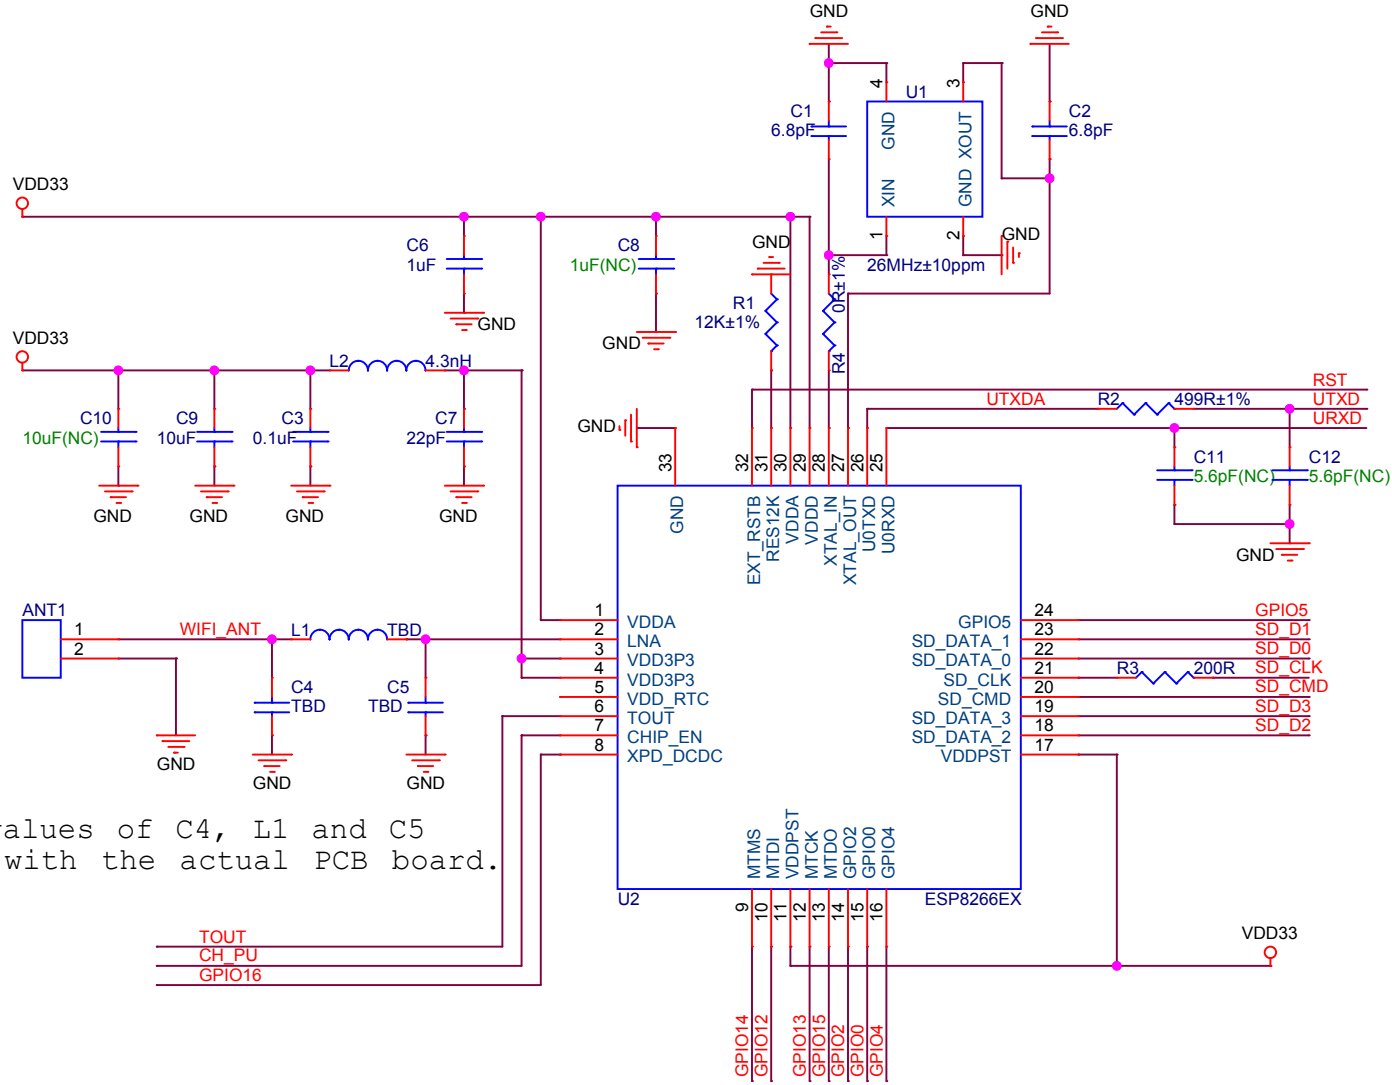 GND
GND
4
3
U1
C1
6.8pF
GND
XOUT
C2
6.8pF
XIN
GND
VDD33
1
2
GND
C6
1uF
C8
1uF(NC)
GND
26MHz±10ppm
R1
12K±1%
0R±1%
R4
GND
GND
VDD33
L2
4.3nH
RST
UTXDA
R2
499R±1%
UTXD
URXD
C10
10uF(NC)
C9
10uF
C3
0.1uF
C7
22pF
GND
33
32
31
30
29
28
27
26
25
C11
5.6pF(NC)
C12
5.6pF(NC)
GND
GND
GND
GND
GND
GND
EXT_RSTB
RES12K
VDDA
VDDD
XTAL_IN
XTAL_OUT
U0TXD
U0RXD
ANT1
1
2
WIFI_ANT
L1
TBD
C4
TBD
C5
TBD
GND
GND
GND
1 VDDA
2 LNA
3 VDD3P3
4 VDD3P3
5 VDD_RTC
6 TOUT
7 CHIP_EN
8 XPD_DCDC
GPIO5 24 GPIO5
SD_DATA_1 23 SD_D1
SD_DATA_0 22 SD_D0
SD_CLK 21 R3 200R SD_CLK
SD_CMD 20 SD_CMD
SD_DATA_3 19 SD_D3
SD_DATA_2 18 SD_D2
VDDPST 17
alues of C4, L1 and C5
with the actual PCB board.
MTMS
MTDI
VDDPST
MTCK
MTDO
GPIO2
GPIO0
GPIO4
U2
ESP8266EX
9
10
11
12
13
14
15
16
TOUT
CH_PU
GPIO16
VDD33
GPIO14
GPIO12
GPIO13
GPIO15
GPIO2
GPIO0
GPIO4